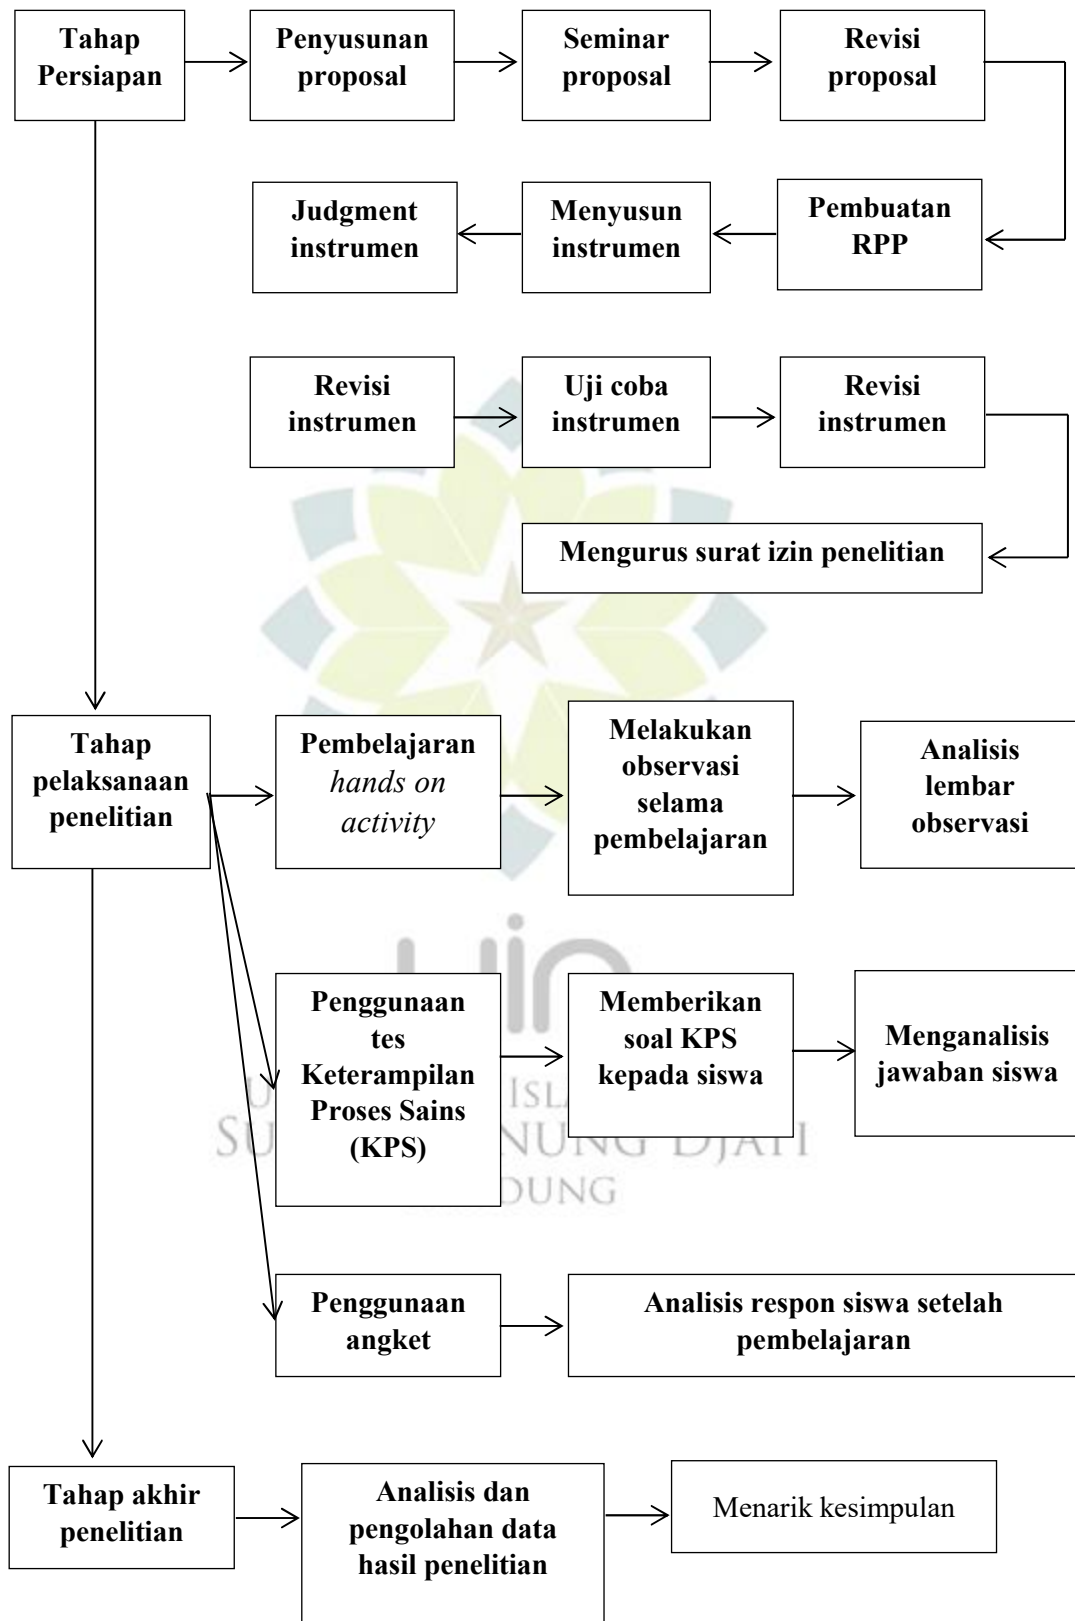 Tahap
Persiapan
Penyusunan
proposal
Seminar
proposal
Revisi
proposal
Judgment
instrumen
Menyusun
instrumen
Pembuatan
RPP
Revisi
instrumen
Uji coba
instrumen
Revisi
instrumen
Mengurus surat izin penelitian
Tahap
pelaksanaan
penelitian
Pembelajaran
hands on
activity
Melakukan
observasi
selama
pembelajaran
Analisis
lembar
observasi
Penggunaan
tes
Keterampilan
Proses Sains
(KPS)
Memberikan
soal KPS
kepada siswa
Menganalisis
jawaban siswa
Penggunaan
angket
Analisis respon siswa setelah
pembelajaran
Tahap akhir
penelitian
Analisis dan
pengolahan data
hasil penelitian
Menarik kesimpulan